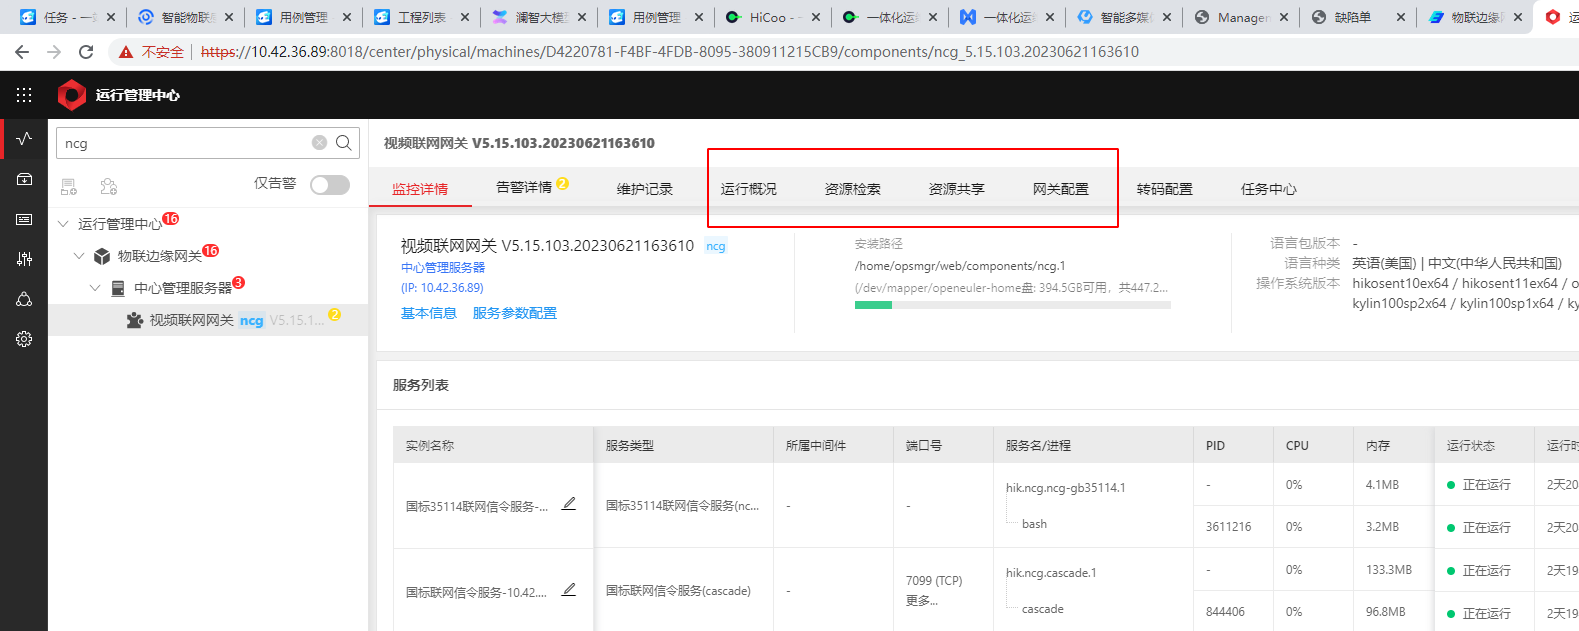 任务 - 一站
智能物联总
用例管理
工程列表
澜智大模型
用例管理
HiCoo - -
一体化运维
一体化运维
智能多媒体
Managem
缺陷单
物联边缘网
运
不安全 https://10.42.36.89:8018/center/physical/machines/D4220781-F4BF-4FDB-8095-380911215CB9/components/ncg_5.15.103.20230621163610
运行管理中心
ncg
仅告警
运行管理中心 16
物联边缘网关 16
中心管理服务器 3
视频联网网关 ncg V5.15.1... 2
视频联网网关 V5.15.103.20230621163610
监控详情 告警详情 2 维护记录 运行概况 资源检索 资源共享 网关配置 转码配置 任务中心
视频联网网关 V5.15.103.20230621163610 ncg
中心管理服务器
(IP: 10.42.36.89)
基本信息 服务参数配置
安装路径
/home/opsmgr/web/components/ncg.1
(/dev/mapper/openeuler-home盘: 394.5GB可用，共447.2...
语言包版本 -
语言种类 英语(美国) | 中文(中华人民共和国)
操作系统版本 hikosent10ex64 / hikosent11ex64 / o
kylin100sp2x64 / kylin100sp1x64 / ky
服务列表
实例名称 服务类型 所属中间件 端口号 服务名/进程 PID CPU 内存 运行状态 运行时
国标35114联网信令服务-... 国标35114联网信令服务(nc... - - hik.ncg.ncg-gb35114.1 - 0% 4.1MB 正在运行 2天20
bash 3611216 0% 3.2MB 正在运行 2天20
国标联网信令服务-10.42.... 国标联网信令服务(cascade) - 7099 (TCP) hik.ncg.cascade.1 - 0% 133.3MB 正在运行 2天19
更多... cascade 844406 0% 96.8MB 正在运行 2天19